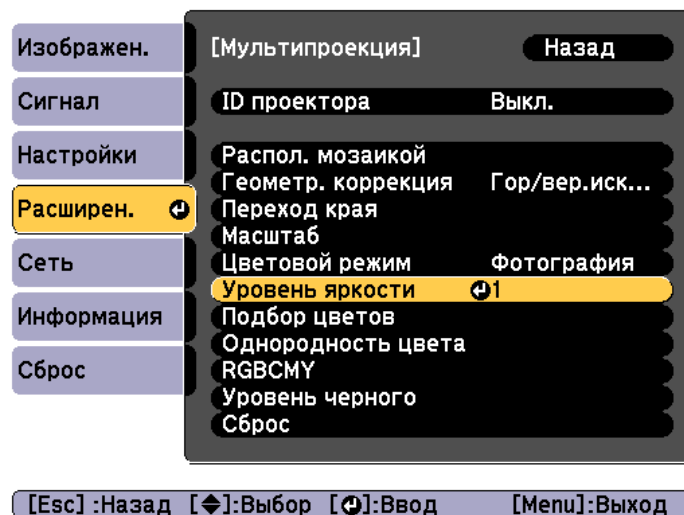 Изображен.
Сигнал
Настройки
Расширен.
Сеть
Информация
Сброс
[Мультипроекция] Назад
ID проектора Выкл.
Распол. мозаикой
Геометр. коррекция Гор/вер.иск...
Переход края
Масштаб
Цветовой режим Фотография
Уровень яркости 1
Подбор цветов
Однородность цвета
RGBCMY
Уровень черного
Сброс
[Esc] :Назад [◆]:Выбор [↵]:Ввод [Menu]:Выход